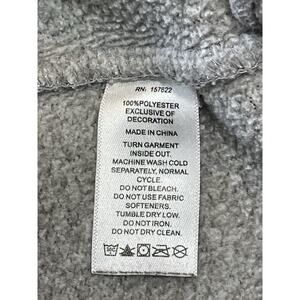 RN: 157622
100%POLYESTER
EXCLUSIVE OF
DECORATION
MADE IN CHINA
TURN GARMENT
INSIDE OUT.
MACHINE WASH COLD
SEPARATELY, NORMAL
CYCLE.
DO NOT BLEACH.
DO NOT USE FABRIC
SOFTENERS.
TUMBLE DRY LOW.
DO NOT IRON.
DO NOT DRY CLEAN.